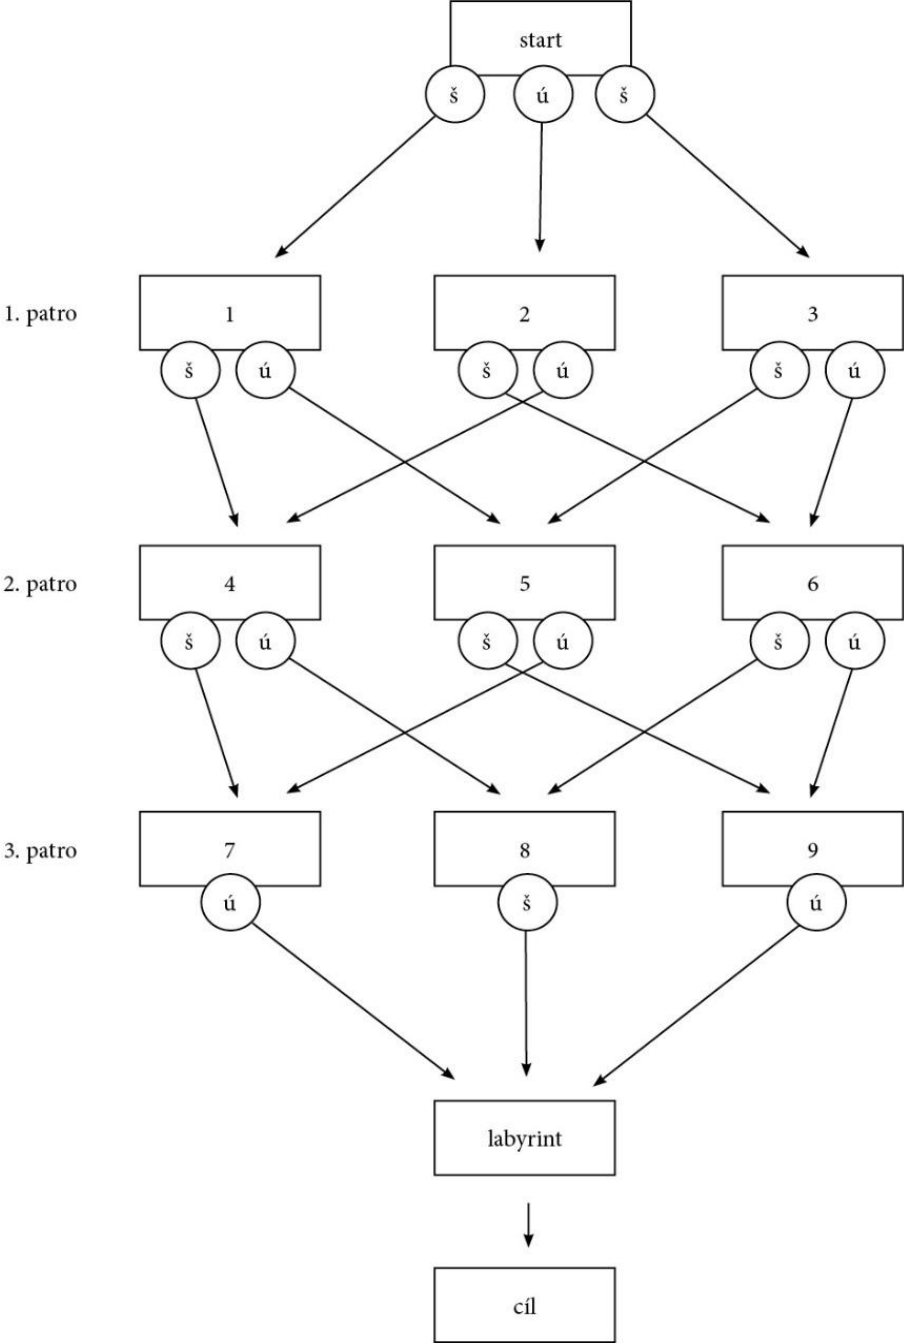 start
š ú š
1. patro 1 2 3
š ú š ú š ú
2. patro 4 5 6
š ú š ú š ú
3. patro 7 8 9
ú š ú
labyrint
cíl